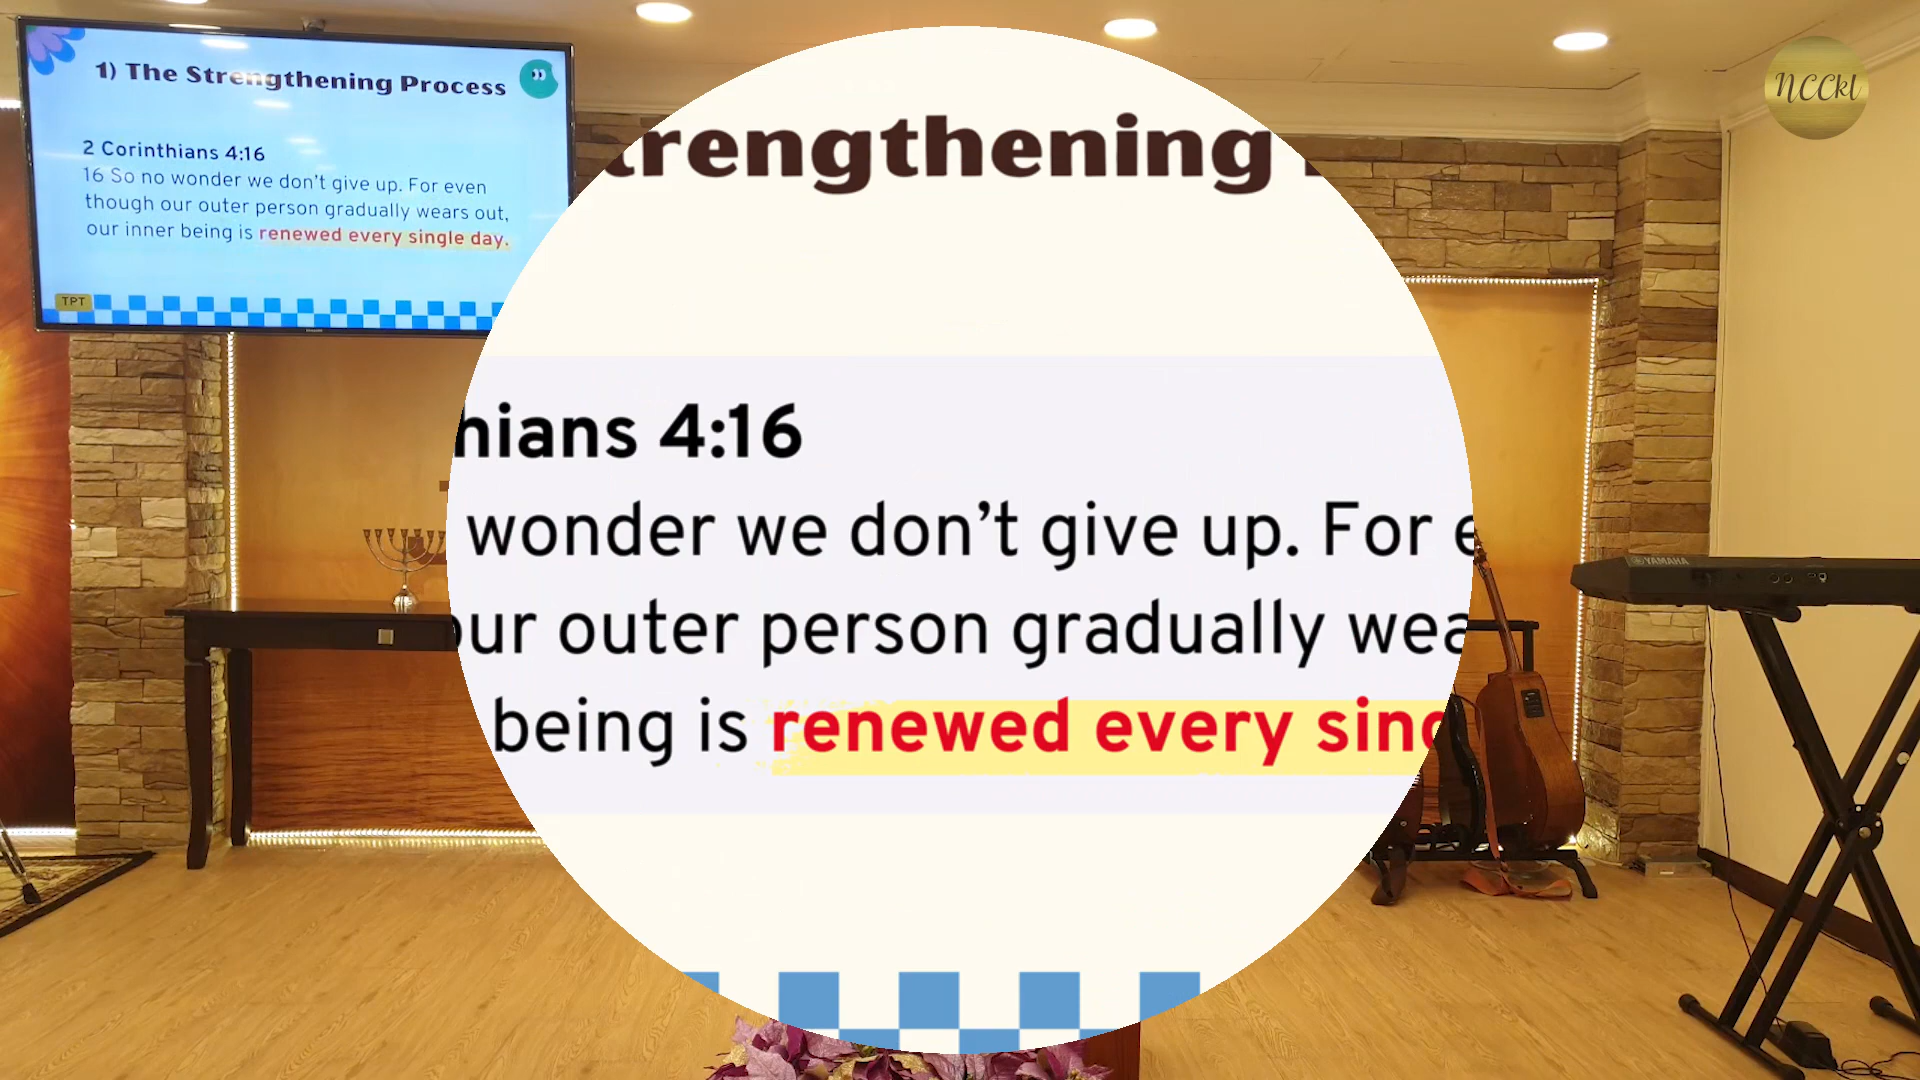 1) The Strengthening Process
2 Corinthians 4:16
16 So no wonder we don't give up. For even
though our outer person gradually wears out,
our inner being is renewed every single day.
TPT
trengthening
hians 4:16
wonder we don't give up. For e
our outer person gradually wea
being is renewed every sing
NCCkl
YAMAHA